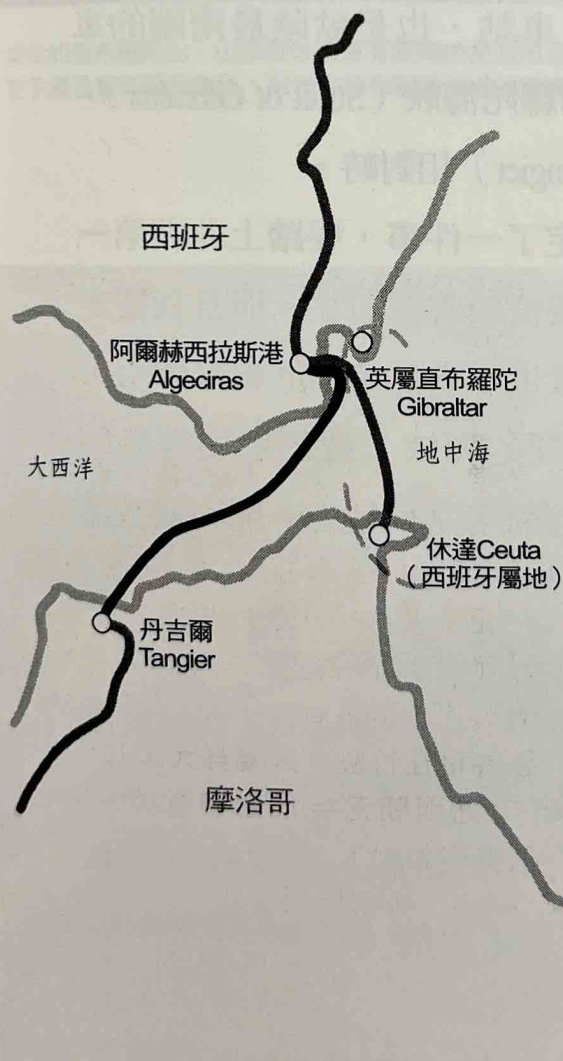 西班牙
阿爾赫西拉斯港
Algeciras
英屬直布羅陀
Gibraltar
大西洋
地中海
休達Ceuta
（西班牙屬地）
丹吉爾
Tangier
摩洛哥